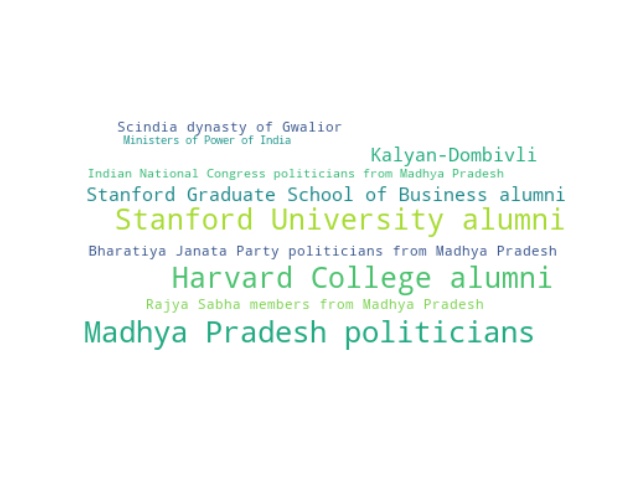 Scindia dynasty of Gwalior
Ministers of Power of India
Kalyan-Dombivli
Indian National Congress politicians from Madhya Pradesh
Stanford Graduate School of Business alumni
Stanford University alumni
Bharatiya Janata Party politicians from Madhya Pradesh
Harvard College alumni
Rajya Sabha members from Madhya Pradesh
Madhya Pradesh politicians